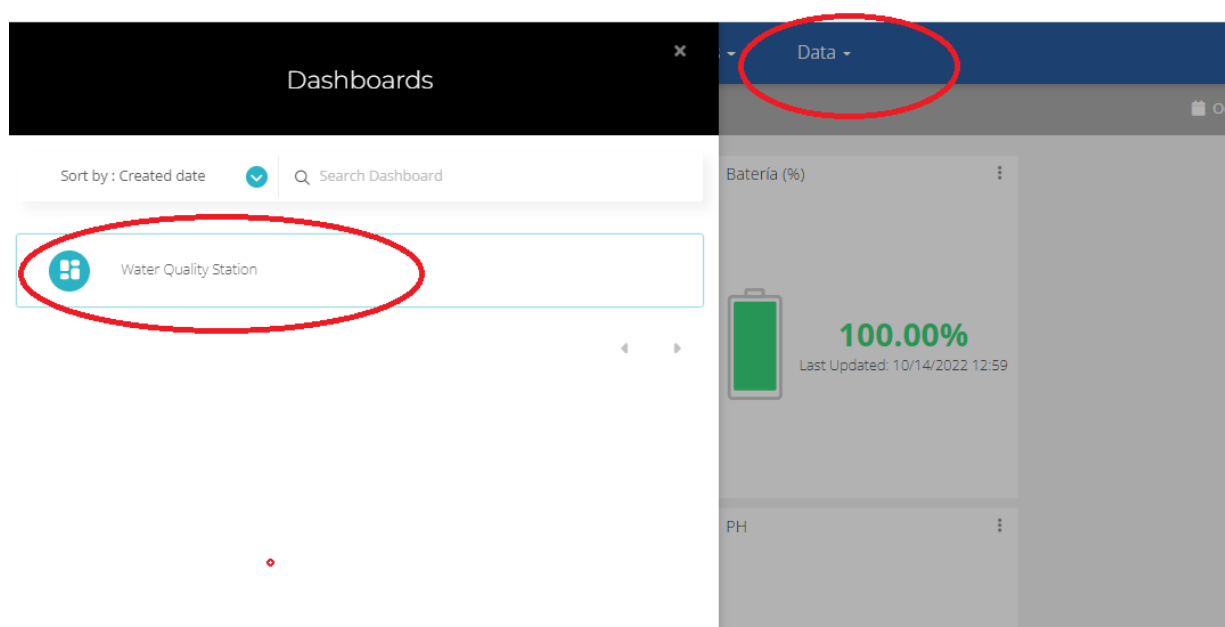 Dashboards
×
Sort by : Created date
Search Dashboard
Water Quality Station
Data
Batería (%)
100.00%
Last Updated: 10/14/2022 12:59
PH